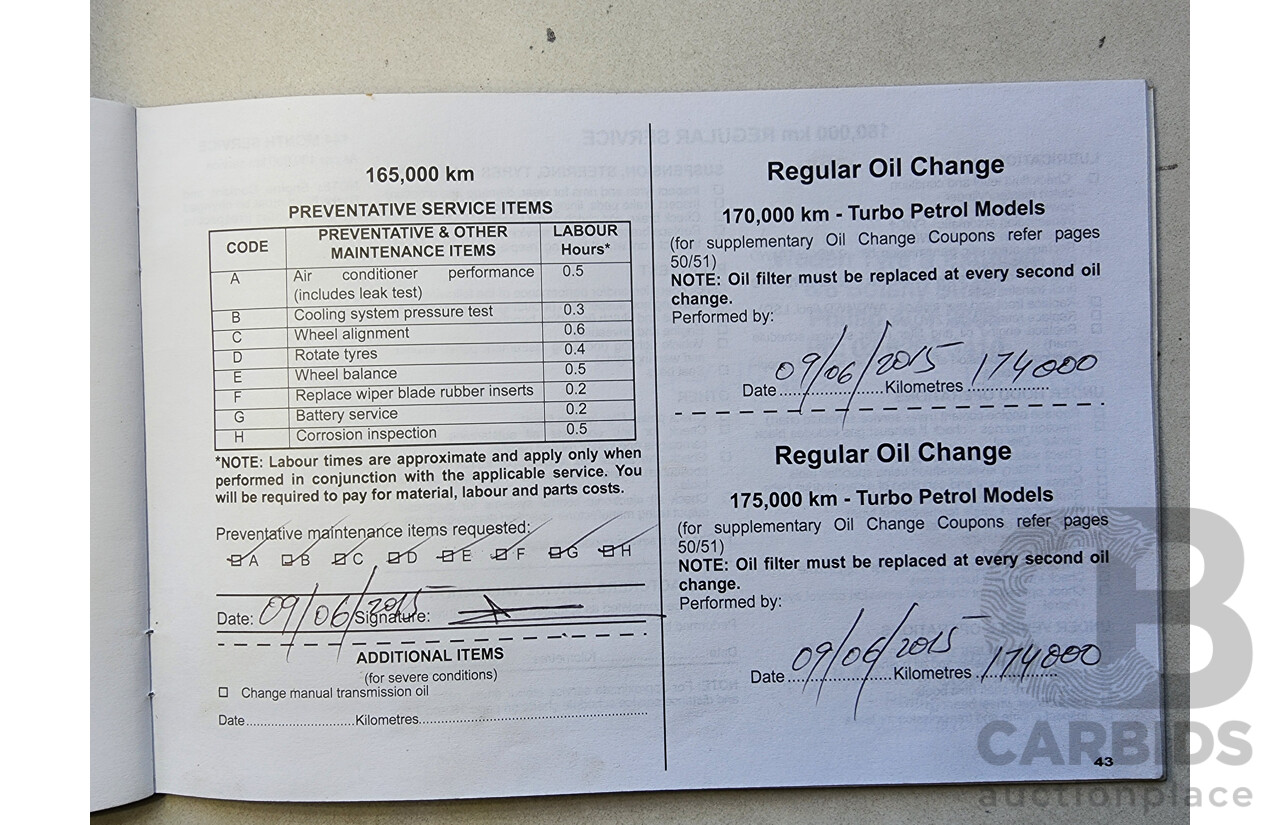 165,000 km
PREVENTATIVE SERVICE ITEMS
CODE PREVENTATIVE & OTHER MAINTENANCE ITEMS LABOUR Hours*
A Air conditioner performance (includes leak test) 0.5
B Cooling system pressure test 0.3
C Wheel alignment 0.6
D Rotate tyres 0.4
E Wheel balance 0.5
F Replace wiper blade rubber inserts 0.2
G Battery service 0.2
H Corrosion inspection 0.5
*NOTE: Labour times are approximate and apply only when
performed in conjunction with the applicable service. You
will be required to pay for material, labour and parts costs.
Preventative maintenance items requested:
A B C D E F G H
Date: 09/06/2015 Signature:
ADDITIONAL ITEMS
(for severe conditions)
Change manual transmission oil
Date..........................Kilometres..........................................................
Regular Oil Change
170,000 km - Turbo Petrol Models
(for supplementary Oil Change Coupons refer pages
50/51)
NOTE: Oil filter must be replaced at every second oil
change.
Performed by:
Date 09/06/2015 Kilometres 174000
Regular Oil Change
175,000 km - Turbo Petrol Models
(for supplementary Oil Change Coupons refer pages
50/51)
NOTE: Oil filter must be replaced at every second oil
change.
Performed by:
Date 09/06/2015 Kilometres 174000
43
CB
CARBIDS
auctionplace